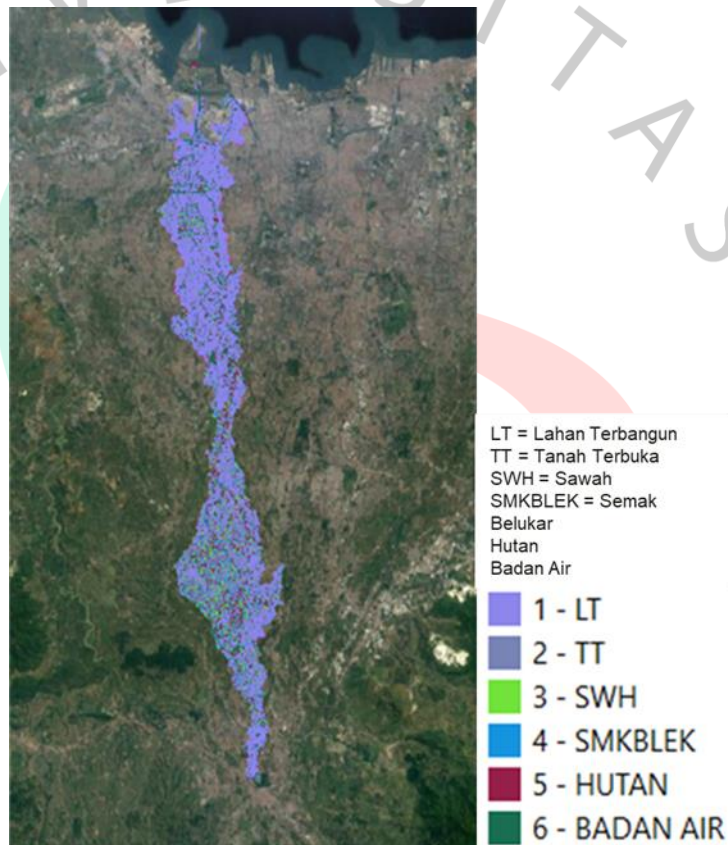 I T A S
LT = Lahan Terbangun
TT = Tanah Terbuka
SWH = Sawah
SMKBLEK = Semak
Belukar
Hutan
Badan Air
1 - LT
2 - TT
3 - SWH
4 - SMKBLEK
5 - HUTAN
6 - BADAN AIR